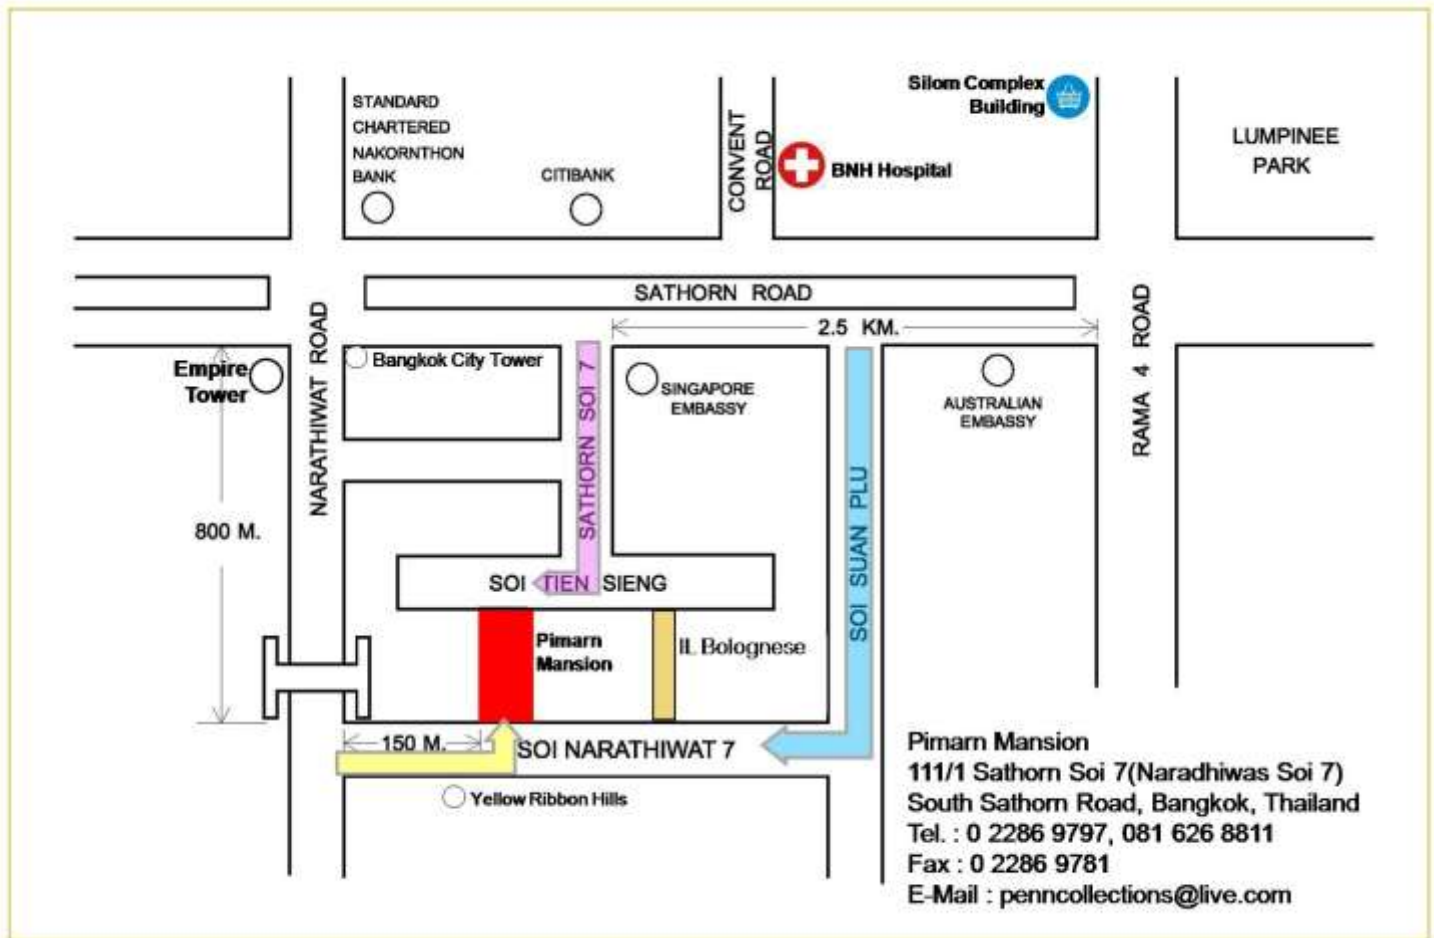 STANDARD
CHARTERED
NAKORNTHON
BANK
CITIBANK
CONVENT
ROAD
BNH Hospital
Silom Complex
Building
LUMPINEE
PARK
SATHORN ROAD
2.5 KM.
NARATHIWAT ROAD
RAMA 4 ROAD
Empire
Tower
Bangkok City Tower
SATHORN SOI 7
SINGAPORE
EMBASSY
AUSTRALIAN
EMBASSY
800 M.
SOI SUAN PLU
SOI TIEN SIENG
Pimarn
Mansion
IL Bolognese
150 M.
SOI NARATHIWAT 7
Yellow Ribbon Hills
Pimarn Mansion
111/1 Sathorn Soi 7(Naradhiwas Soi 7)
South Sathorn Road, Bangkok, Thailand
Tel. : 0 2286 9797, 081 626 8811
Fax : 0 2286 9781
E-Mail : penncollections@live.com